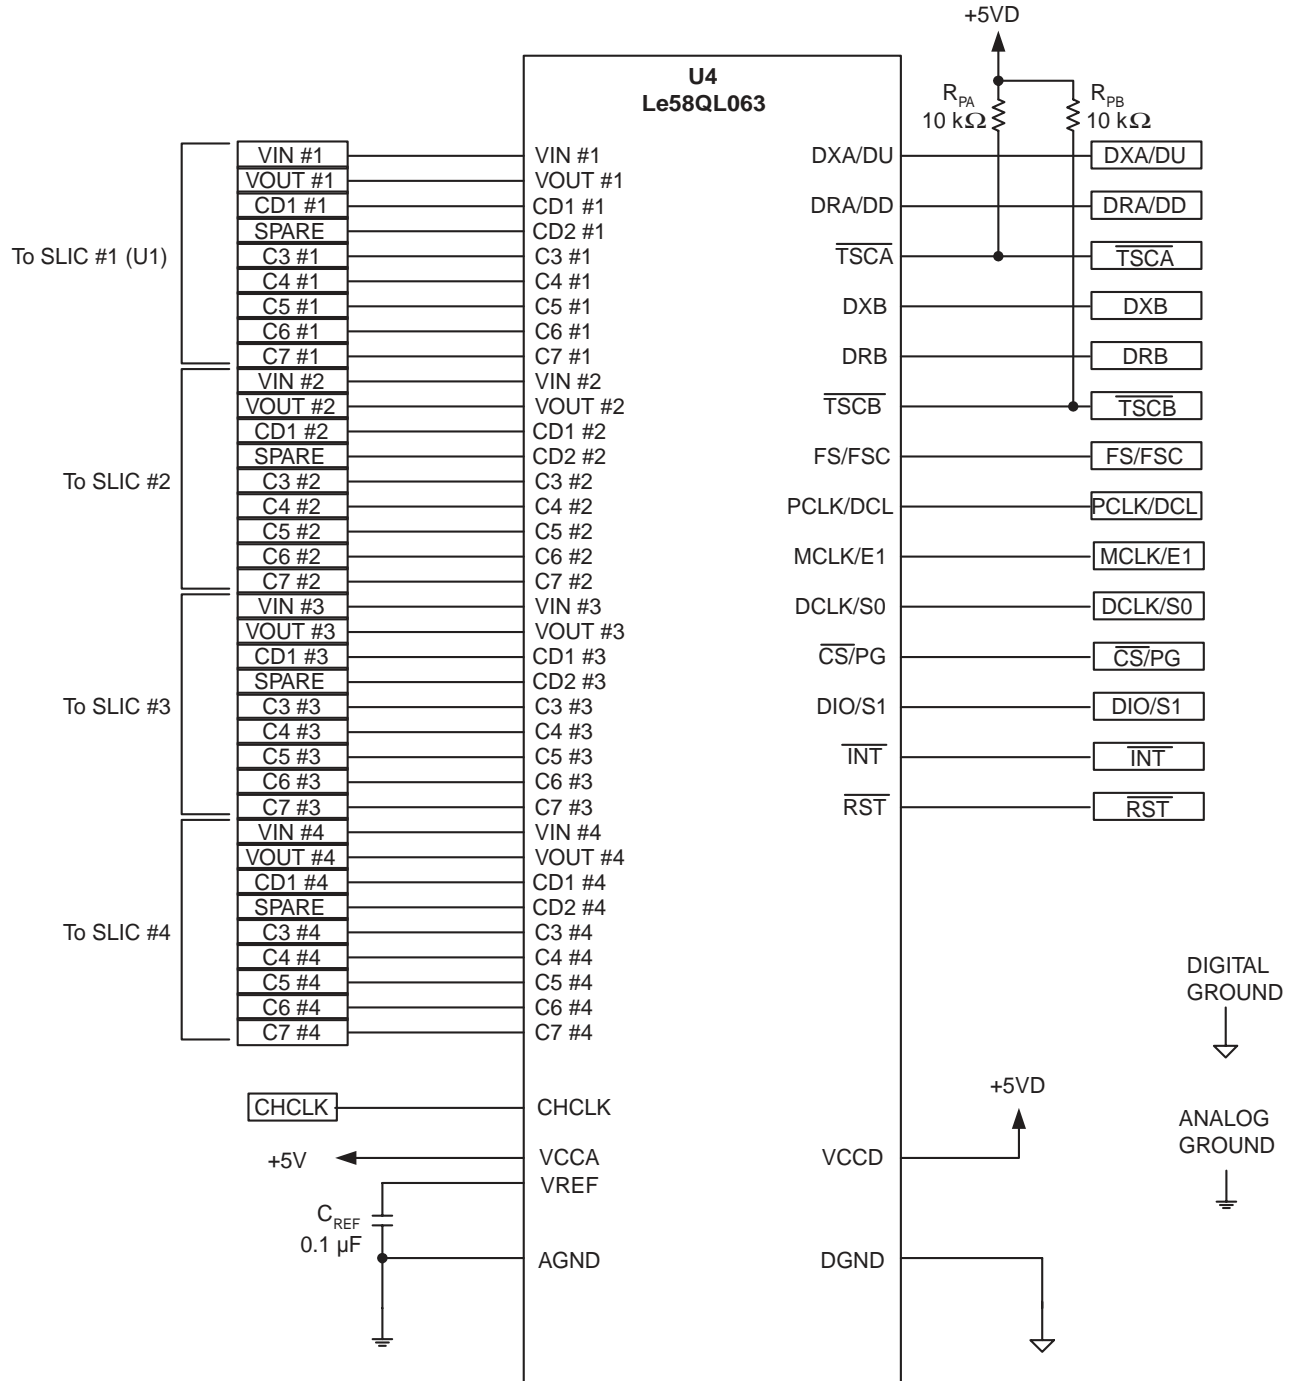 +5VD
U4
Le58QL063
RPA
10 kΩ
RPB
10 kΩ
To SLIC #1 (U1)
VIN #1 VIN #1
VOUT #1 VOUT #1
CD1 #1 CD1 #1
SPARE CD2 #1
C3 #1 C3 #1
C4 #1 C4 #1
C5 #1 C5 #1
C6 #1 C6 #1
C7 #1 C7 #1
To SLIC #2
VIN #2 VIN #2
VOUT #2 VOUT #2
CD1 #2 CD1 #2
SPARE CD2 #2
C3 #2 C3 #2
C4 #2 C4 #2
C5 #2 C5 #2
C6 #2 C6 #2
C7 #2 C7 #2
To SLIC #3
VIN #3 VIN #3
VOUT #3 VOUT #3
CD1 #3 CD1 #3
SPARE CD2 #3
C3 #3 C3 #3
C4 #3 C4 #3
C5 #3 C5 #3
C6 #3 C6 #3
C7 #3 C7 #3
To SLIC #4
VIN #4 VIN #4
VOUT #4 VOUT #4
CD1 #4 CD1 #4
SPARE CD2 #4
C3 #4 C3 #4
C4 #4 C4 #4
C5 #4 C5 #4
C6 #4 C6 #4
C7 #4 C7 #4
CHCLK CHCLK
+5V VCCA
VREF
CREF
0.1 µF
AGND
DXA/DU DXA/DU
DRA/DD DRA/DD
TSCA TSCA
DXB DXB
DRB DRB
TSCB TSCB
FS/FSC FS/FSC
PCLK/DCL PCLK/DCL
MCLK/E1 MCLK/E1
DCLK/S0 DCLK/S0
CS/PG CS/PG
DIO/S1 DIO/S1
INT INT
RST RST
+5VD
VCCD
DGND
DIGITAL
GROUND
ANALOG
GROUND